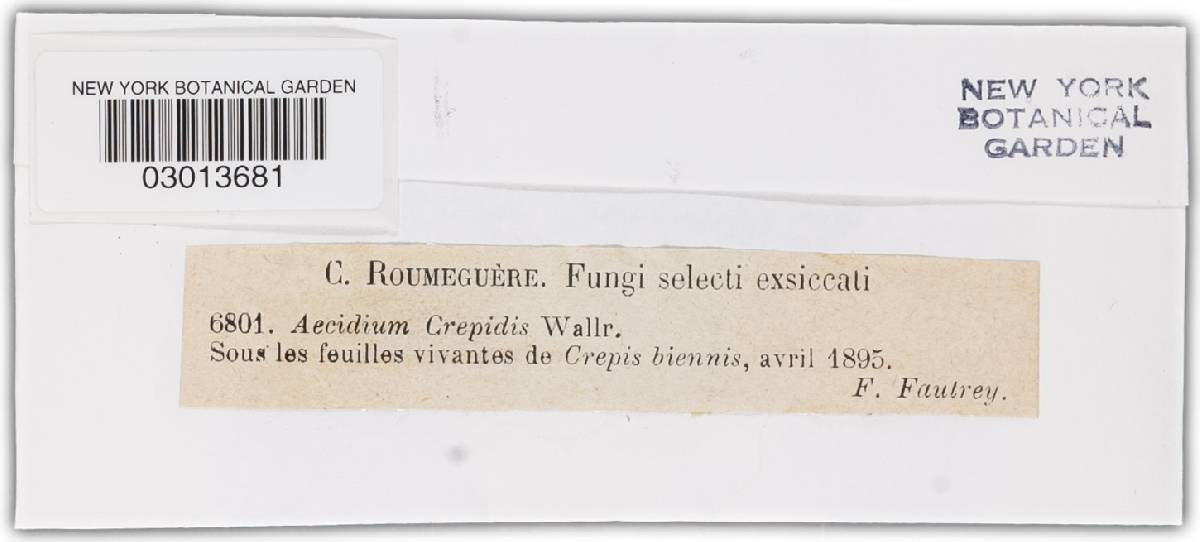 NEW YORK BOTANICAL GARDEN
03013681
NEW YORK
BOTANICAL
GARDEN
C. ROUMEGUÈRE. Fungi selecti exsiccati
6801. Aecidium Crepidis Wallr.
Sous les feuilles vivantes de Crepis biennis, avril 1895.
F. Fautrey.